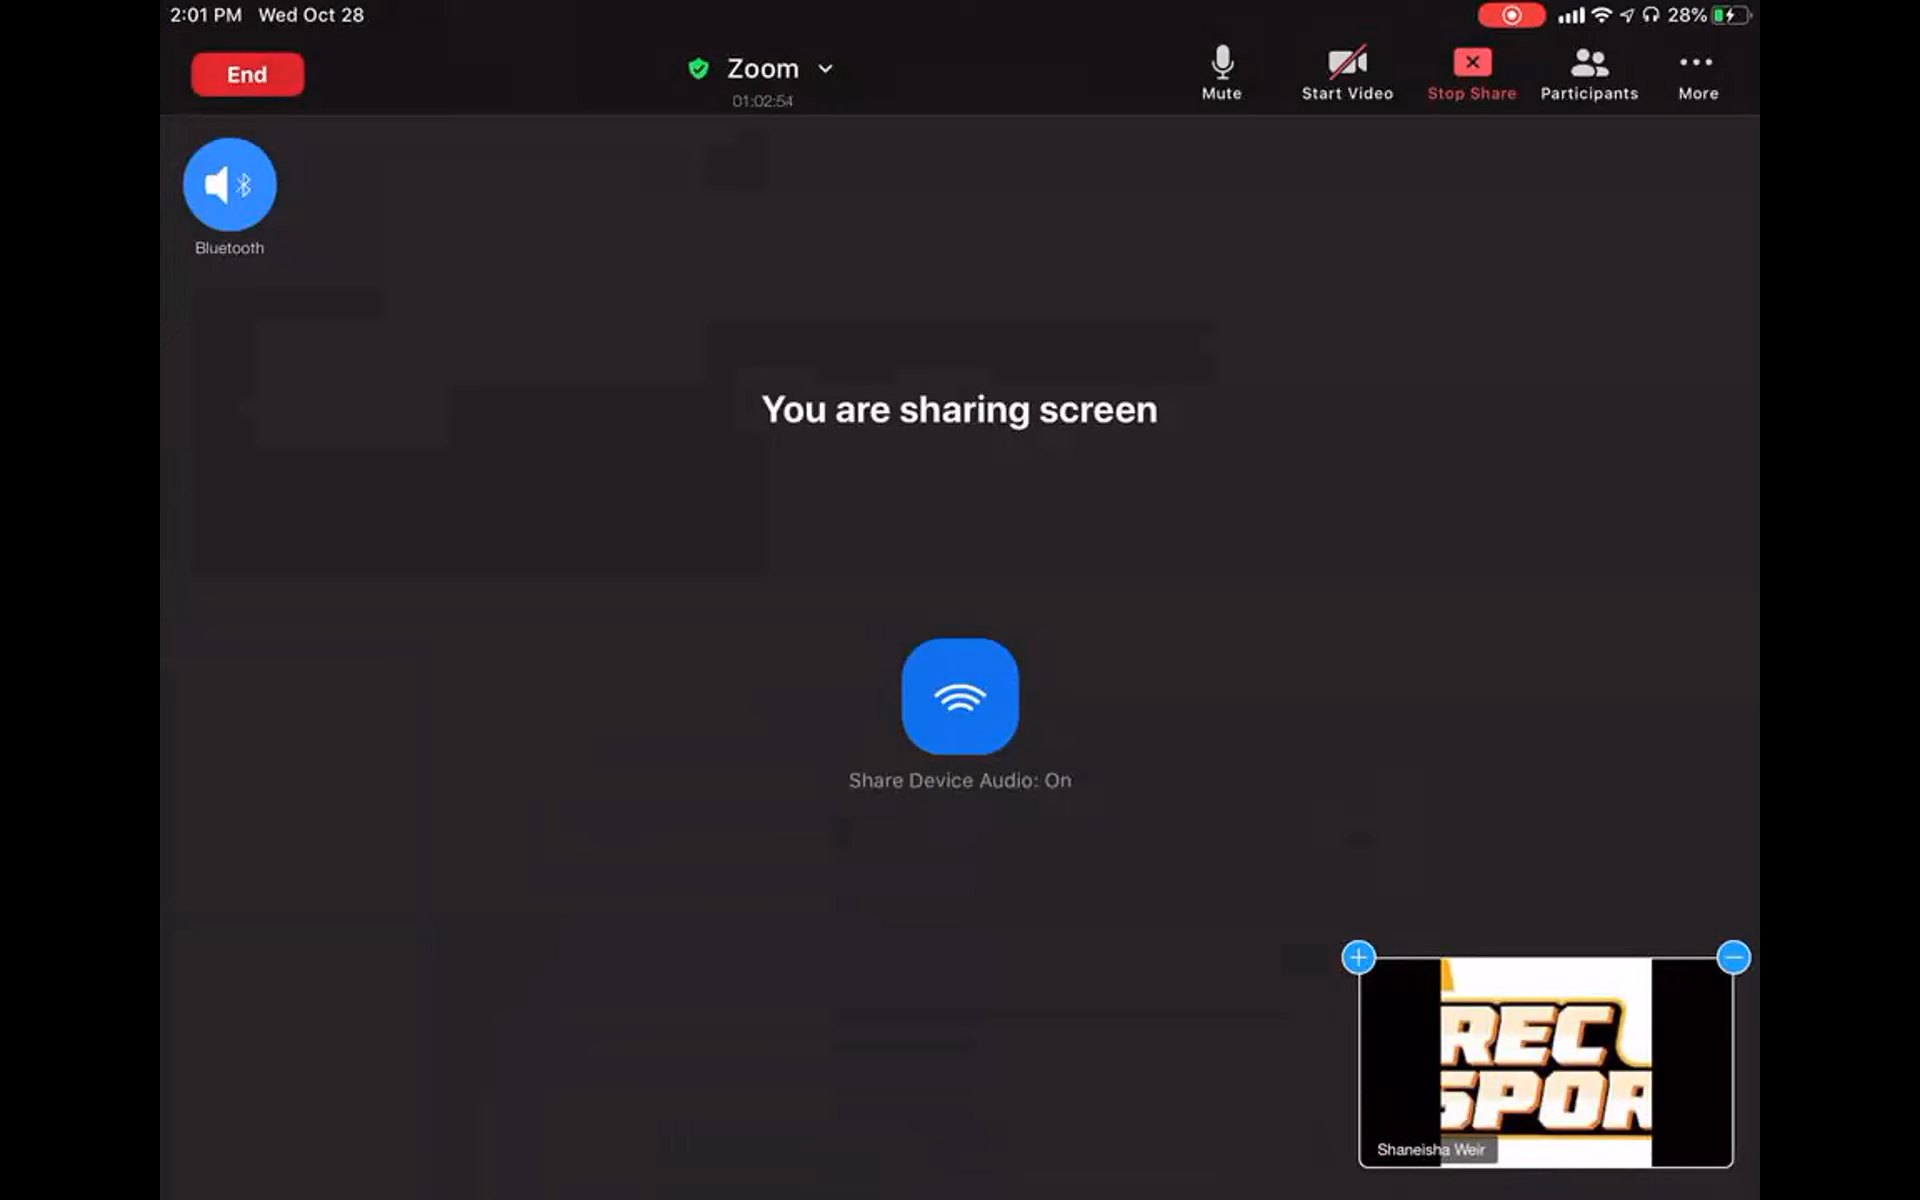 2:01 PM Wed Oct 28
28%
End
Zoom
01:02:54
Mute
Start Video
Stop Share
Participants
More
Bluetooth
You are sharing screen
Share Device Audio: On
REC
SPOR
Shaneisha Weir